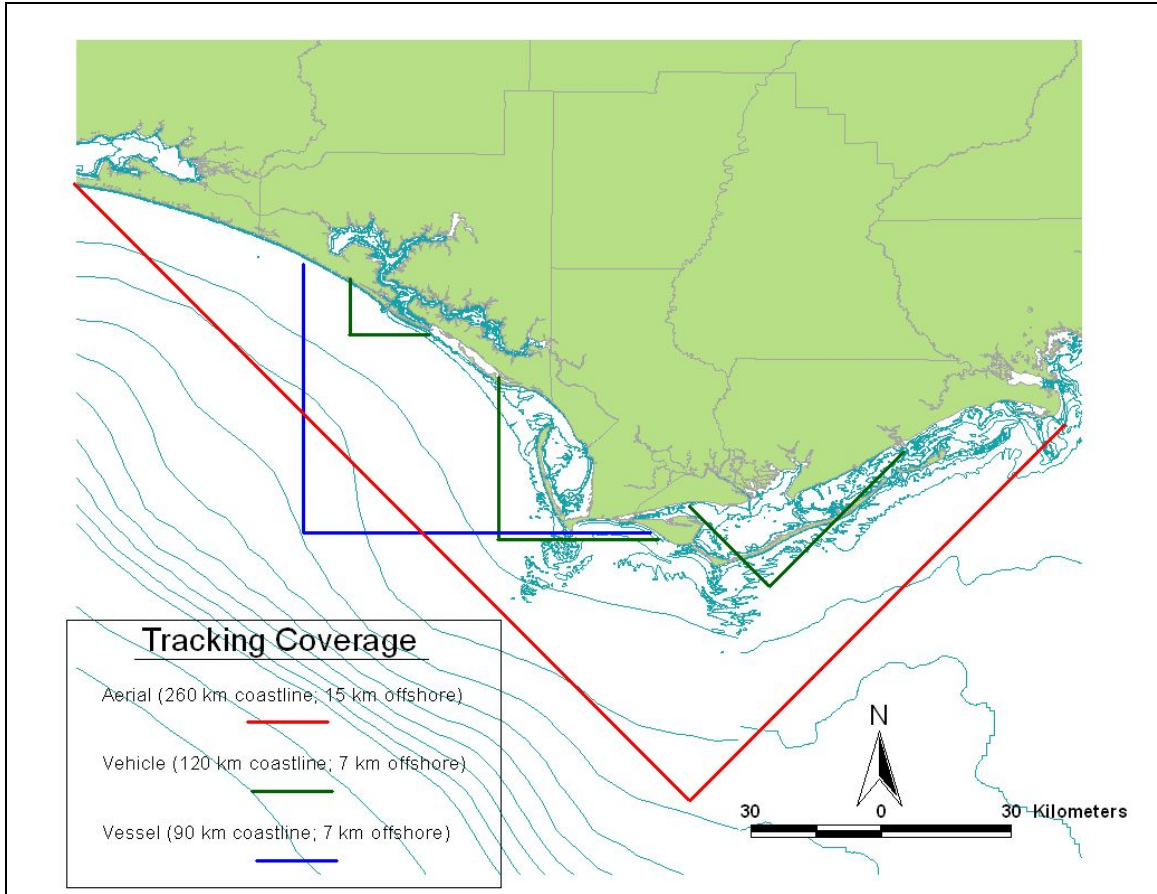 Tracking Coverage
Aerial (260 km coastline; 15 km offshore)
Vehicle (120 km coastline; 7 km offshore)
Vessel (90 km coastline; 7 km offshore)
N
30 0 30 Kilometers